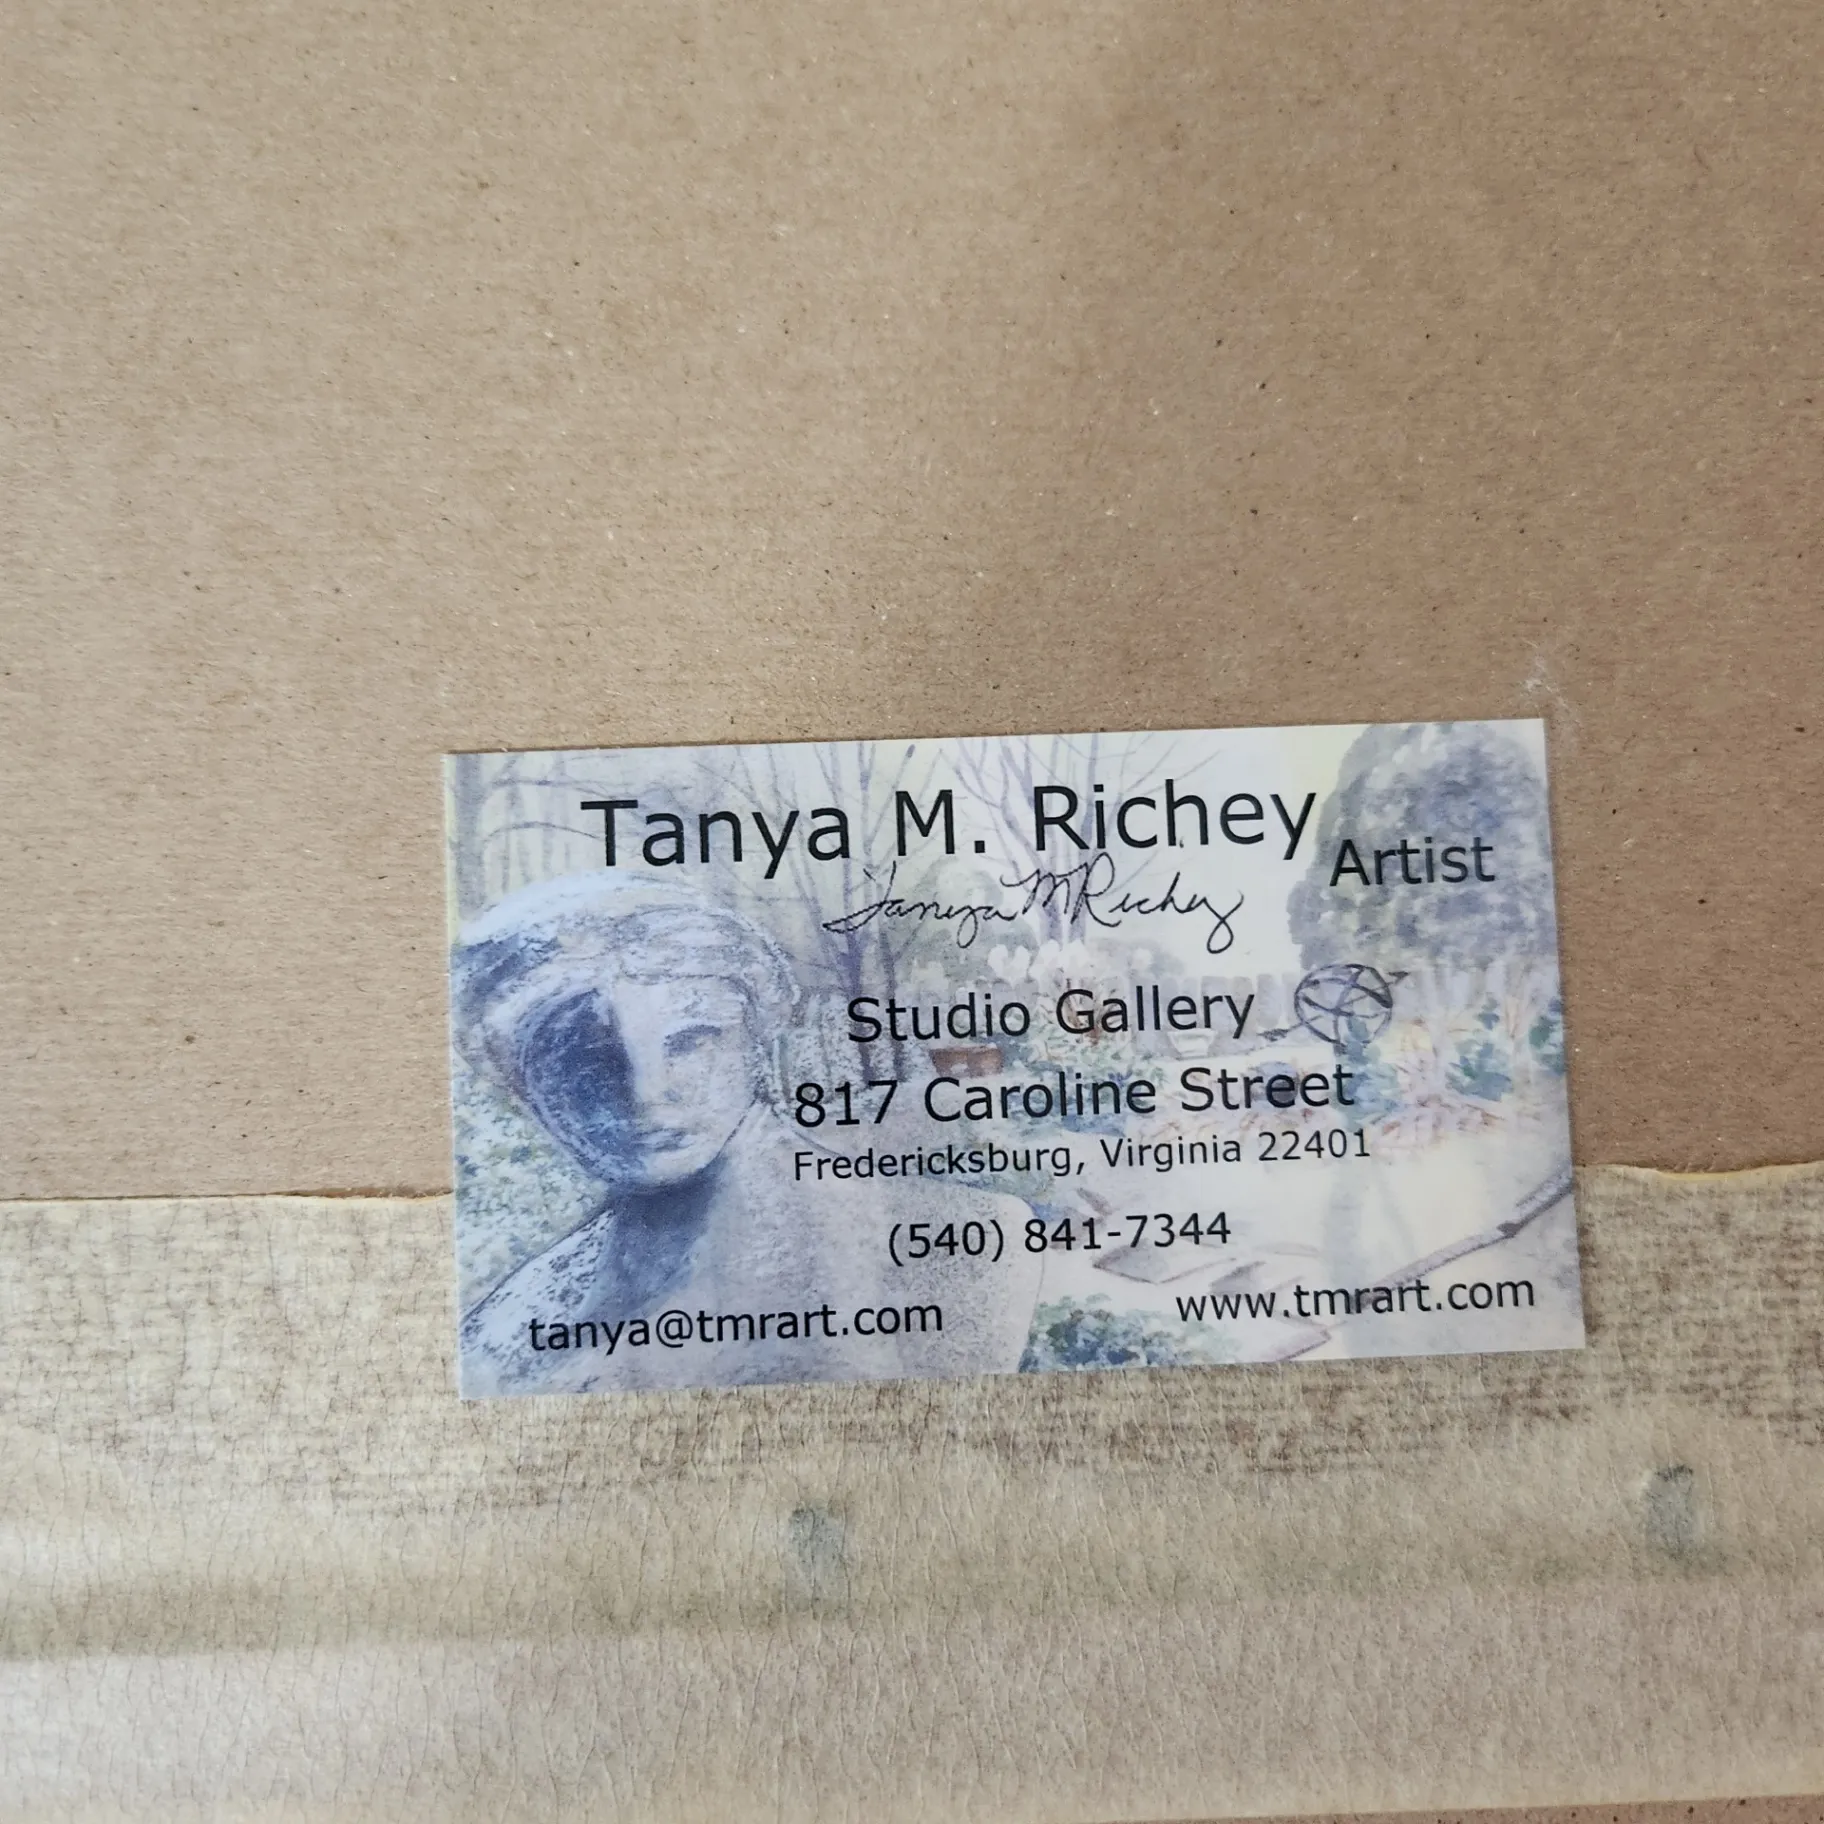 Tanya M. Richey Artist
Tanya M Richey
Studio Gallery
817 Caroline Street
Fredericksburg, Virginia 22401
(540) 841-7344
tanya@tmrart.com www.tmrart.com